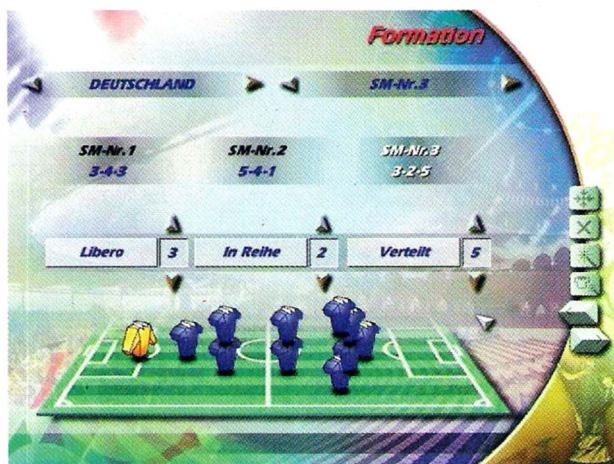 Formation
DEUTSCHLAND SM-Nr.3
SM-Nr.1 SM-Nr.2 SM-Nr.3
3-4-3 5-4-1 3-2-5
Libero 3 In Reihe 2 Verteilt 5